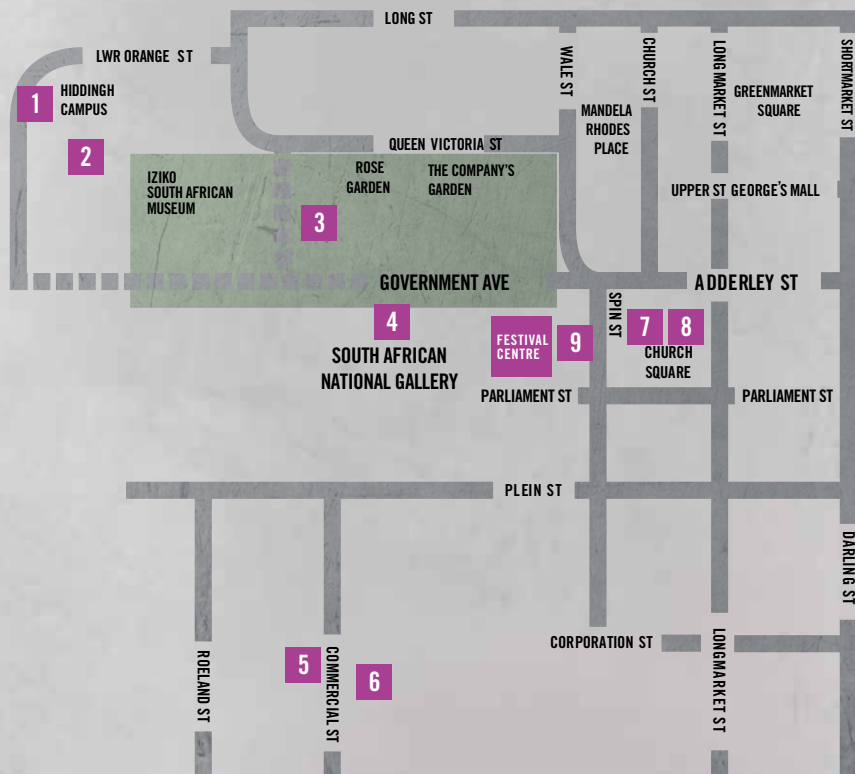 LONG ST
LWR ORANGE ST
WALE ST
CHURCH ST
LONG MARKET ST
SHORTMARKET ST
1
HIDDINGH
CAMPUS
GREENMARKET
SQUARE
MANDELA
RHODES
PLACE
2
QUEEN VICTORIA ST
IZIKO
SOUTH AFRICAN
MUSEUM
ROSE
GARDEN
THE COMPANY'S
GARDEN
UPPER ST GEORGE'S MALL
3
GOVERNMENT AVE
ADDERLEY ST
4
SOUTH AFRICAN
NATIONAL GALLERY
FESTIVAL
CENTRE
9
SPIN ST
7
8
CHURCH
SQUARE
PARLIAMENT ST
PARLIAMENT ST
PLEIN ST
DARLING ST
CORPORATION ST
ROELAND ST
5
COMMERCIAL ST
6
LONGMARKET ST